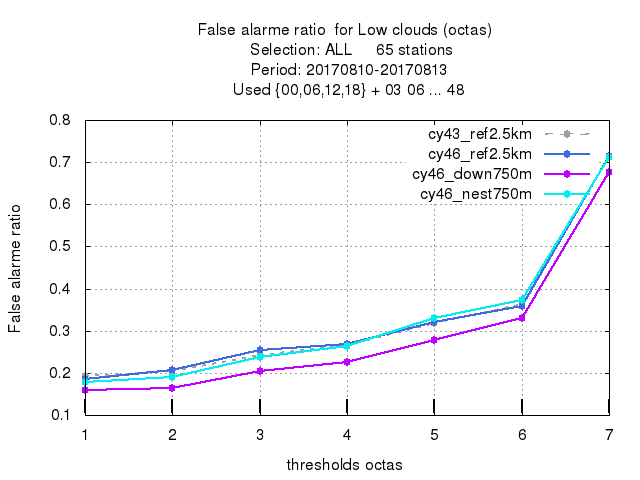 False alarme ratio  for Low clouds (octas)
Selection: ALL     65 stations
Period: 20170810-20170813
Used {00,06,12,18} + 03 06 ... 48
cy43_ref2.5km
cy46_ref2.5km
cy46_down750m
cy46_nest750m
False alarme ratio
0.8
0.7
0.6
0.5
0.4
0.3
0.2
0.1
1 2 3 4 5 6 7
thresholds octas